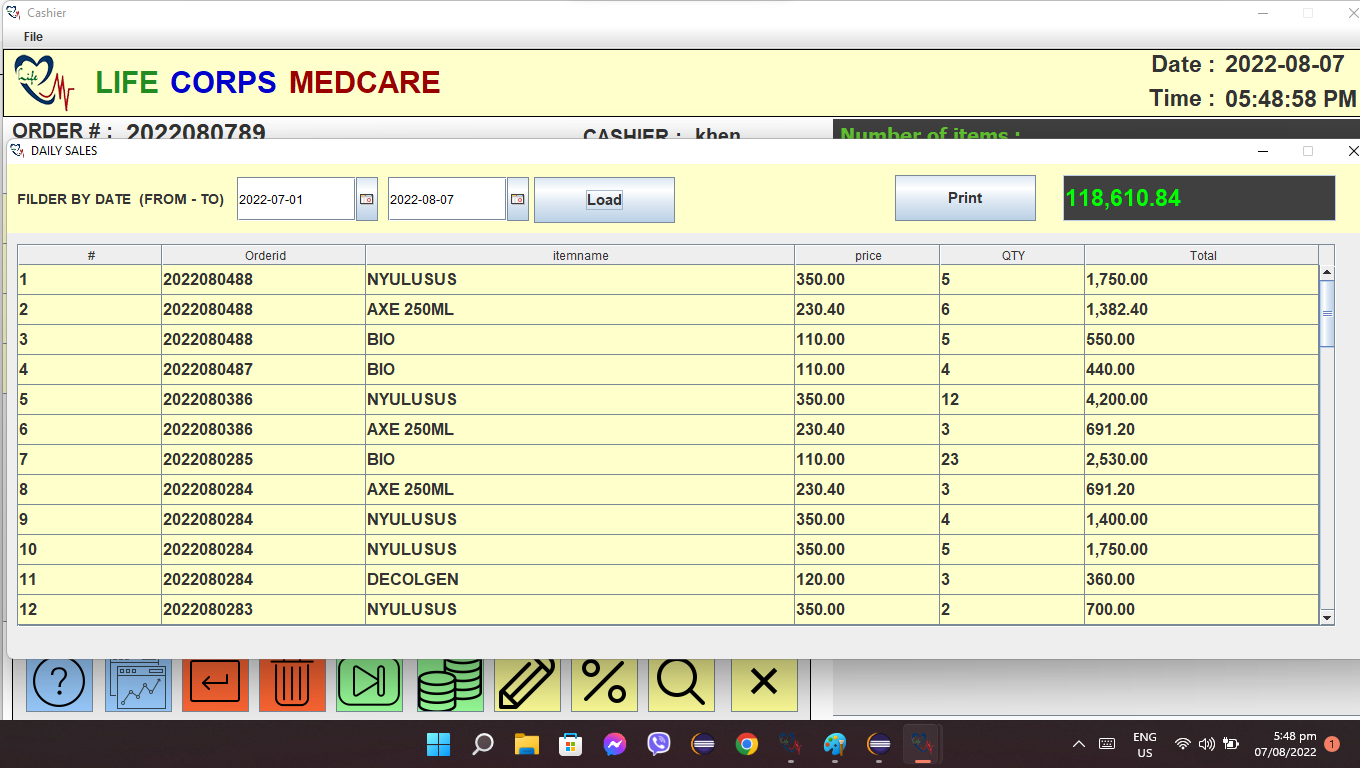 Cashier
File
Life
LIFE CORPS MEDCARE
Date : 2022-08-07
Time : 05:48:58 PM
ORDER # : 2022080789
CASHIER : khen
Number of items :
DAILY SALES
FILDER BY DATE (FROM - TO) 2022-07-01 2022-08-07 Load Print 118,610.84
# Orderid itemname price QTY Total
1 2022080488 NYULUSUS 350.00 5 1,750.00
2 2022080488 AXE 250ML 230.40 6 1,382.40
3 2022080488 BIO 110.00 5 550.00
4 2022080487 BIO 110.00 4 440.00
5 2022080386 NYULUSUS 350.00 12 4,200.00
6 2022080386 AXE 250ML 230.40 3 691.20
7 2022080285 BIO 110.00 23 2,530.00
8 2022080284 AXE 250ML 230.40 3 691.20
9 2022080284 NYULUSUS 350.00 4 1,400.00
10 2022080284 NYULUSUS 350.00 5 1,750.00
11 2022080284 DECOLGEN 120.00 3 360.00
12 2022080283 NYULUSUS 350.00 2 700.00
ENG
US
5:48 pm
07/08/2022
1